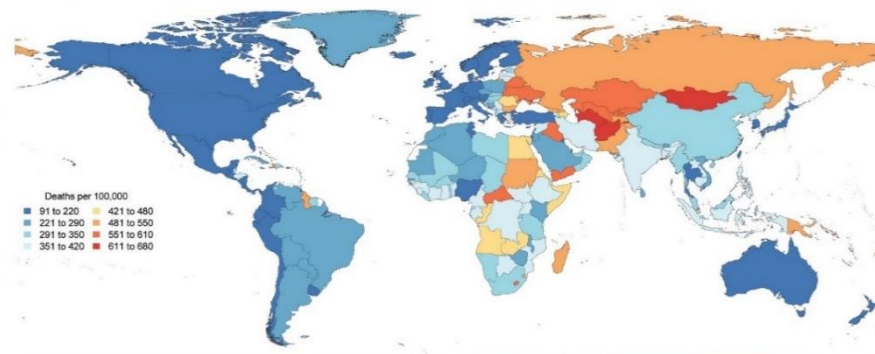 Deaths per 100,000
91 to 220 421 to 480
221 to 290 481 to 550
291 to 350 551 to 610
351 to 420 611 to 680